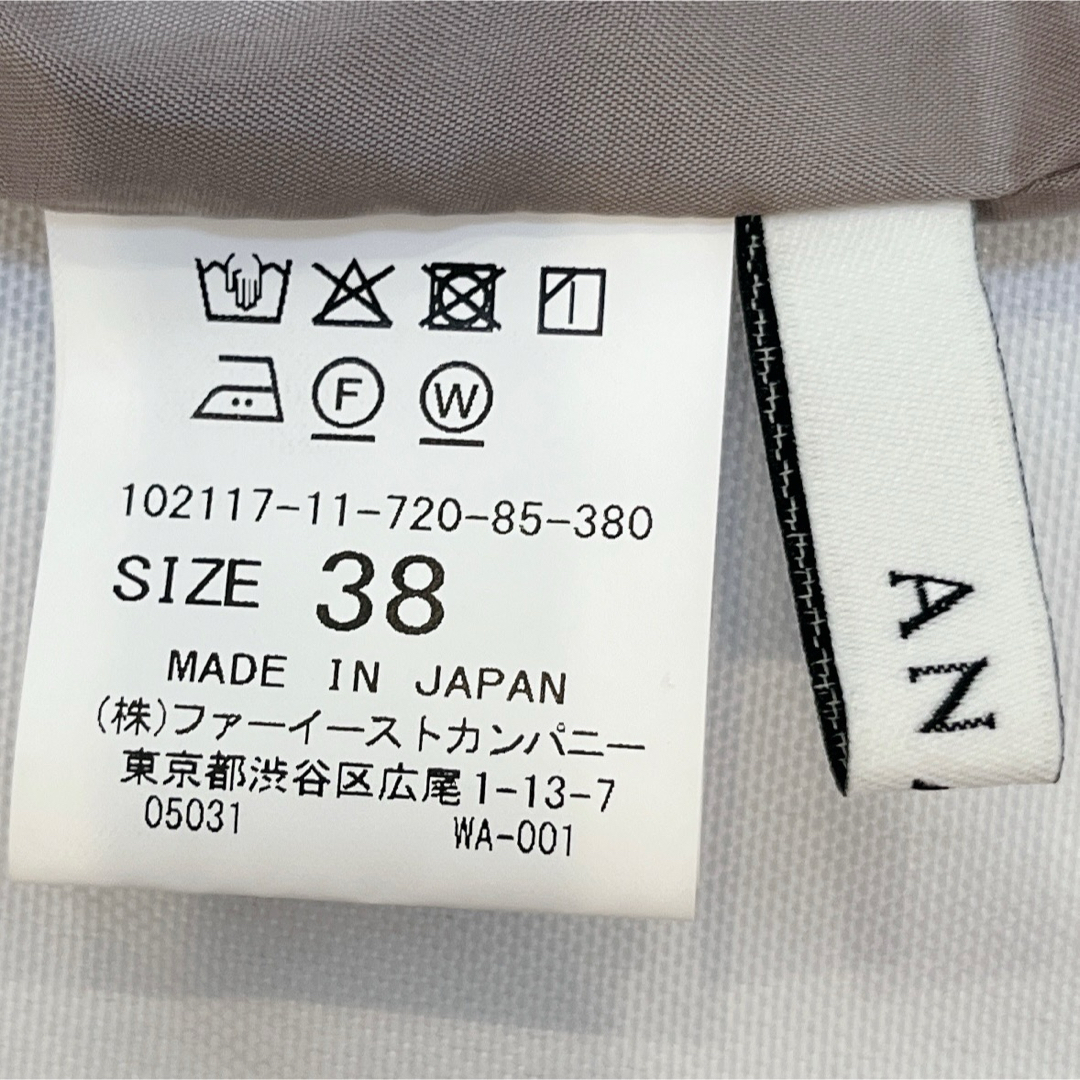 F W
102117-11-720-85-380
SIZE 38
MADE IN JAPAN
(株)ファーイーストカンパニー
東京都渋谷区広尾1-13-7
05031 WA-001
AN